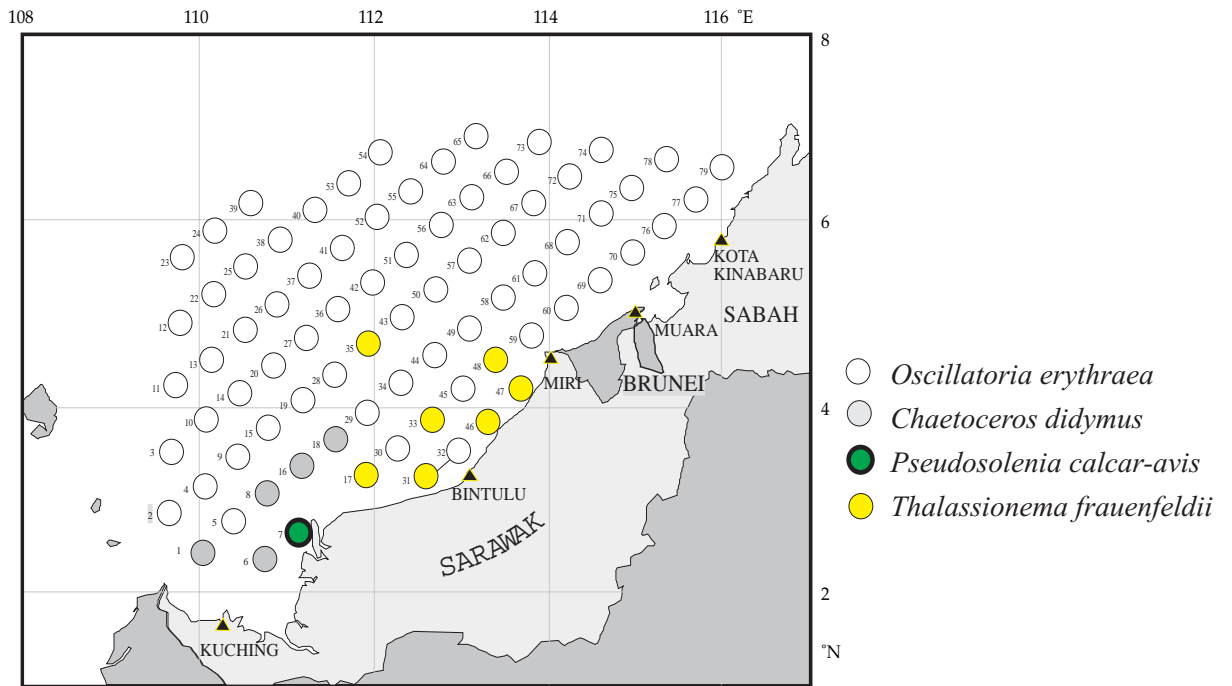 108 110 112 114 116 °E
8
65 73
54 64 74
78
79
53 66 72
55 75
39 40 63 67
52 71
6
24 38 56 76
41 62 68
23 25 51 70
37 57 61
KOTA
KINABARU
22 42 50 69
26 36 58 60
12 21 43 49
MUARA
SABAH
27 35 59
13 44 48
MIRI
BRUNEI
20 28 34 47
11 45
19
4
10 29 33 46
15 18
30 32
3 9 16 17 31
BINTULU
4 8
2 5 7
SARAWAK
1 6
2
KUCHING
°N
Oscillatoria erythraea
Chaetoceros didymus
Pseudosolenia calcar-avis
Thalassionema frauenfeldii